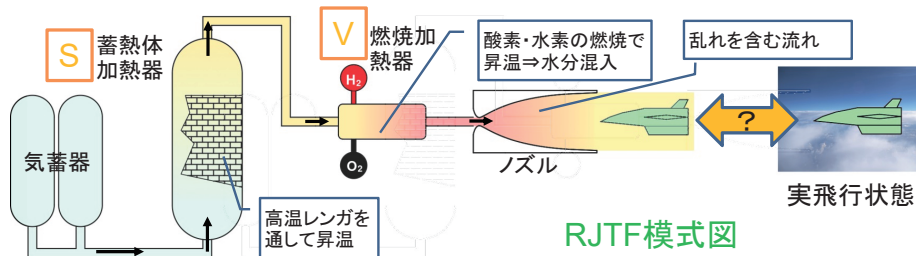 S
蓄熱体
加熱器
V
燃焼加
熱器
酸素・水素の燃焼で
昇温⇒水分混入
乱れを含む流れ
H2
O2
?
気蓄器
ノズル
実飛行状態
高温レンガを
通して昇温
RJTF模式図